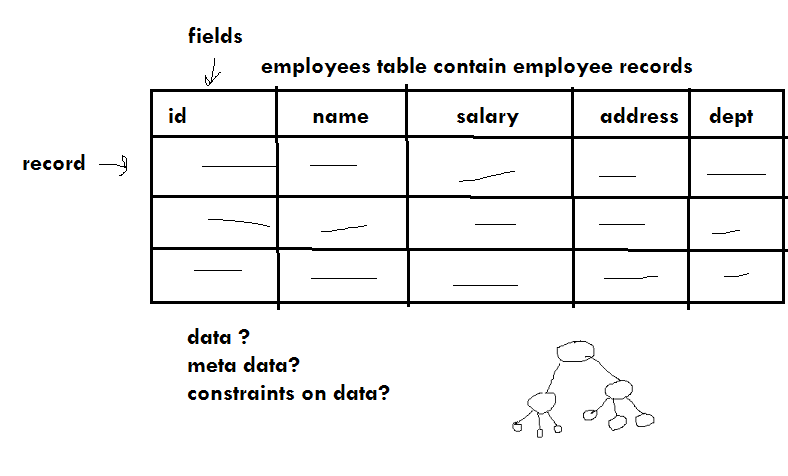 fields
employees table contain employee records
id name salary address dept
record
data ?
meta data?
constraints on data?